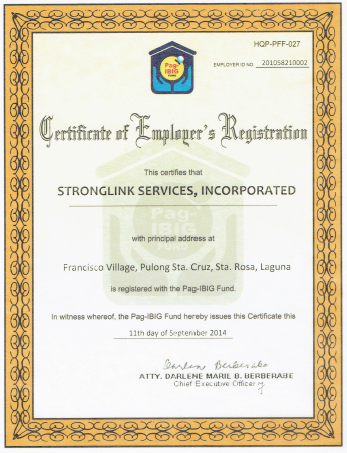 HQP-PFF-027
EMPLOYER ID NO. 201058210002
Pag-IBIG
FUND
Certificate of Employer's Registration
This certifies that
STRONGLINK SERVICES, INCORPORATED
Pag-
IBIG
FUND
with principal address at
Francisco Village, Pulong Sta. Cruz, Sta. Rosa, Laguna
is registered with the Pag-IBIG Fund.
In witness whereof, the Pag-IBIG Fund hereby issues this Certificate this
11th day of September 2014
Darlene Berberabe
ATTY. DARLENE MARIE B. BERBERABE
Chief Executive Officer